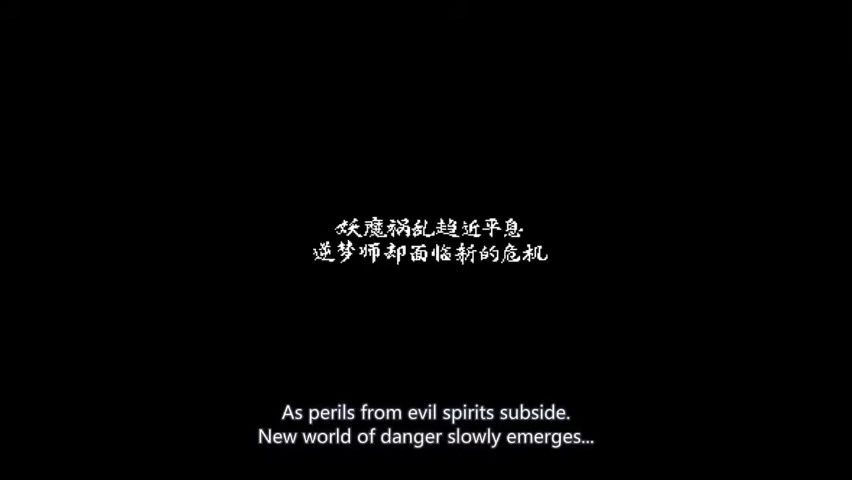 妖魔祸乱趋近平息
逆梦师却面临新的危机
As perils from evil spirits subside.
New world of danger slowly emerges...